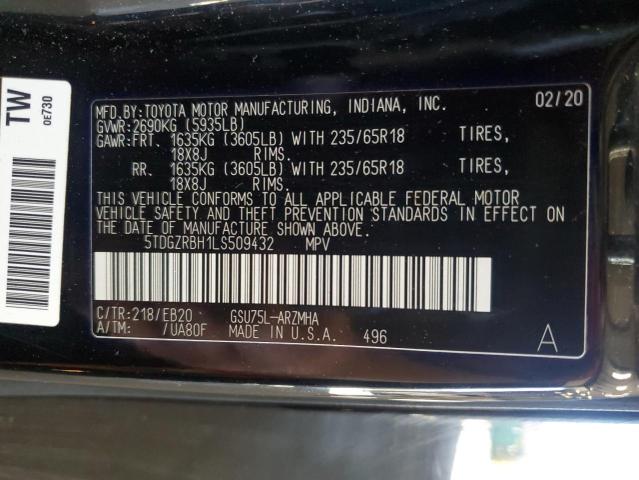 TW
0E730
MFD.BY:TOYOTA MOTOR MANUFACTURING, INDIANA, INC. 02/20
GVWR:2690KG (5935LB)
GAWR:FRT. 1635KG (3605LB) WITH 235/65R18 TIRES,
18X8J RIMS.
RR. 1635KG (3605LB) WITH 235/65R18 TIRES,
18X8J RIMS.
THIS VEHICLE CONFORMS TO ALL APPLICABLE FEDERAL MOTOR
VEHICLE SAFETY AND THEFT PREVENTION STANDARDS IN EFFECT ON
THE DATE OF MANUFACTURE SHOWN ABOVE.
5TDGZRBH1LS509432 MPV
C/TR:218/EB20 GSU75L-ARZMHA
A/TM: /UA80F MADE IN U.S.A. 496 A